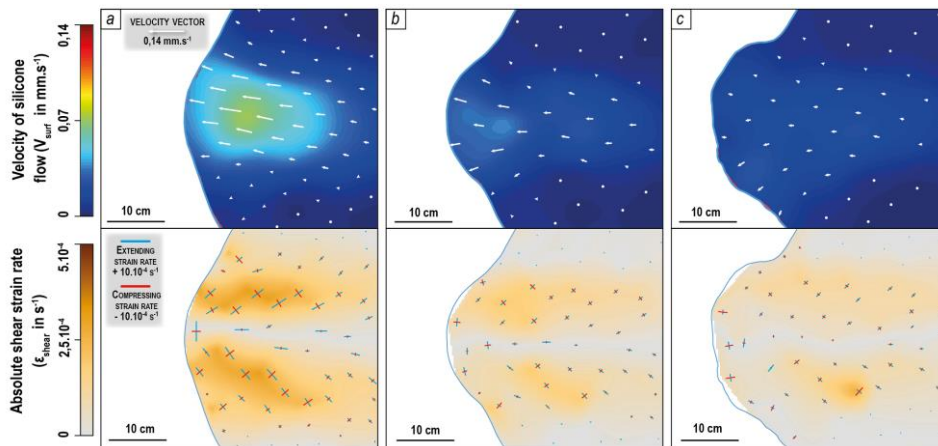 a
b
c
0,14
0,07
0
Velocity of silicone
flow (Vsurf in mm.s-1)
VELOCITY VECTOR
0,14 mm.s-1
10 cm
10 cm
10 cm
5.10-4
2,5.10-4
0
Absolute shear strain rate
(εshear in s-1)
EXTENDING
STRAIN RATE
+ 10.10-4 s-1
COMPRESSING
STRAIN RATE
- 10.10-4 s-1
10 cm
10 cm
10 cm